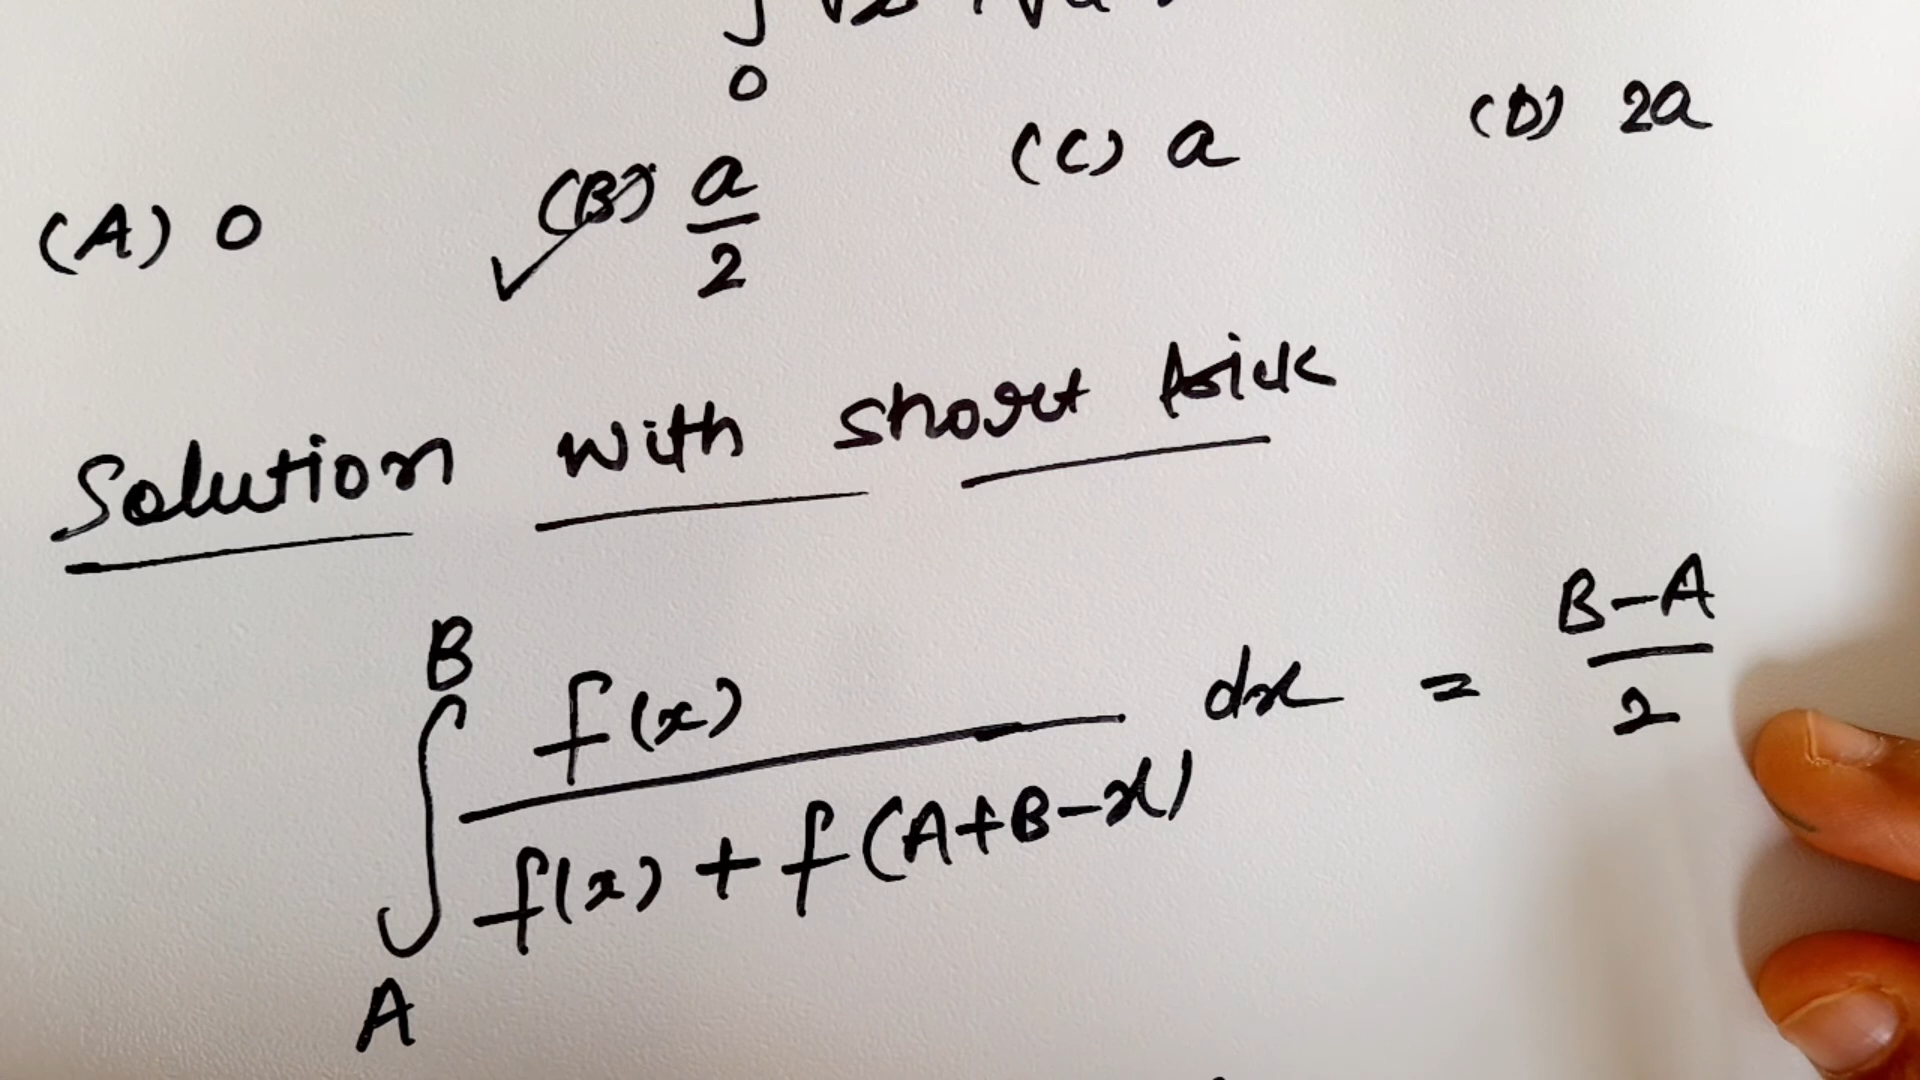 0
(A) 0 (B) a/2 (C) a (D) 2a
Solution with short trick
∫_A^B f(x) / (f(x) + f(A+B-x)) dx = (B-A)/2